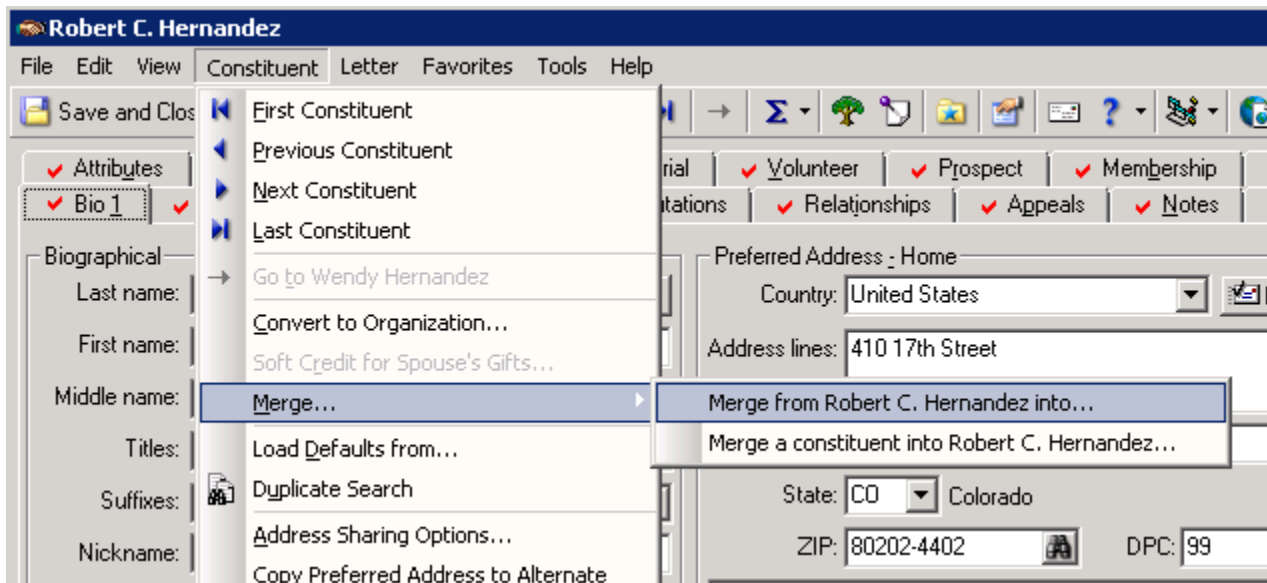 Robert C. Hernandez
File Edit View Constituent Letter Favorites Tools Help
Save and Clos
First Constituent
Previous Constituent
Next Constituent
Last Constituent
Go to Wendy Hernandez
Convert to Organization...
Soft Credit for Spouse's Gifts...
Merge...
Load Defaults from...
Duplicate Search
Address Sharing Options...
Copy Preferred Address to Alternate
Merge from Robert C. Hernandez into...
Merge a constituent into Robert C. Hernandez...
Attributes rial Volunteer Prospect Membership
Bio 1 tations Relationships Appeals Notes
Biographical
Last name:
First name:
Middle name:
Titles:
Suffixes:
Nickname:
Preferred Address - Home
Country: United States
Address lines: 410 17th Street
State: CO Colorado
ZIP: 80202-4402 DPC: 99